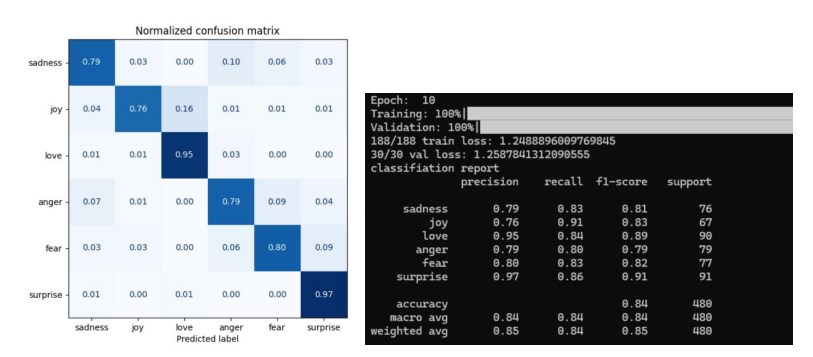 Normalized confusion matrix
sadness 0.79 0.03 0.00 0.10 0.06 0.03
joy 0.04 0.76 0.16 0.01 0.01 0.01
love 0.01 0.01 0.95 0.03 0.00 0.00
anger 0.07 0.01 0.00 0.79 0.09 0.04
fear 0.03 0.03 0.00 0.06 0.80 0.09
surprise 0.01 0.00 0.01 0.00 0.00 0.97
sadness joy love anger fear surprise
Predicted label
Epoch: 10
Training: 100%|
Validation: 100%|
188/188 train loss: 1.2488896009769845
30/30 val loss: 1.2587841312090555
classifiation report
precision recall f1-score support
sadness 0.79 0.83 0.81 76
joy 0.76 0.91 0.83 67
love 0.95 0.84 0.89 90
anger 0.79 0.80 0.79 79
fear 0.80 0.83 0.82 77
surprise 0.97 0.86 0.91 91
accuracy 0.84 480
macro avg 0.84 0.84 0.84 480
weighted avg 0.85 0.84 0.85 480